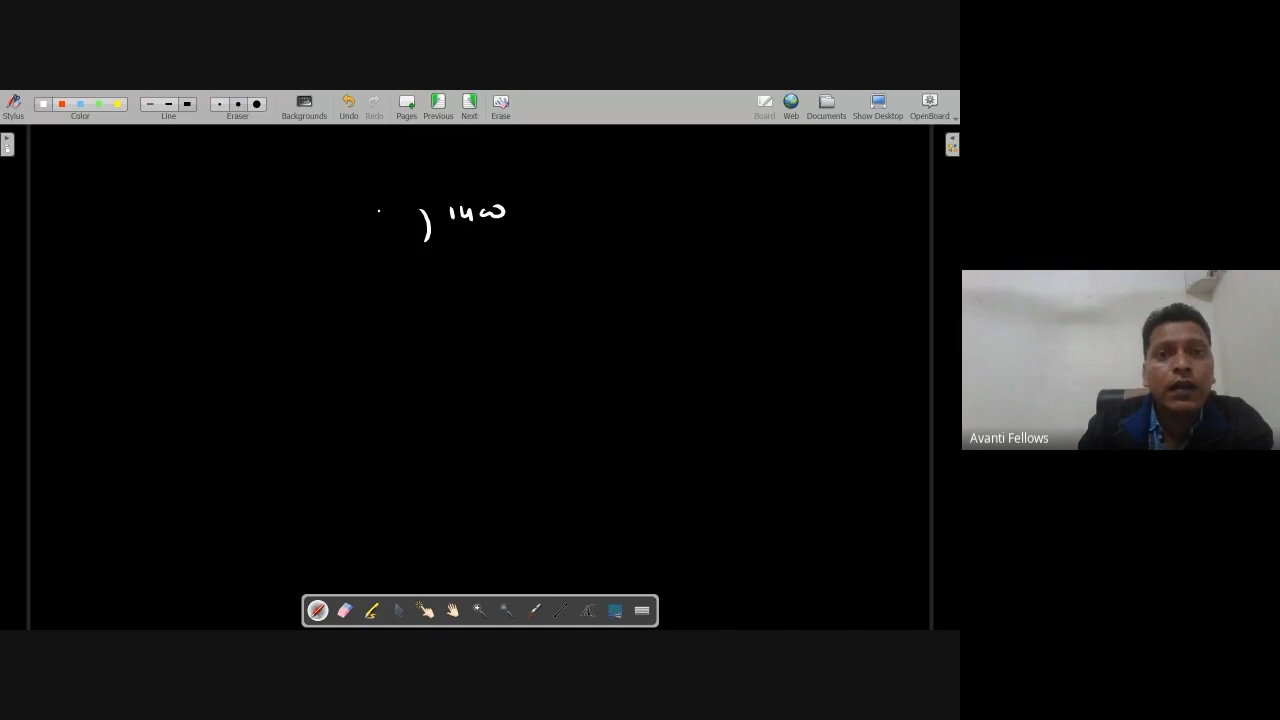 Stylus Color Line Eraser Backgrounds Undo Redo Pages Previous Next Erase Board Web Documents Show Desktop OpenBoard
) 1400
Avanti Fellows